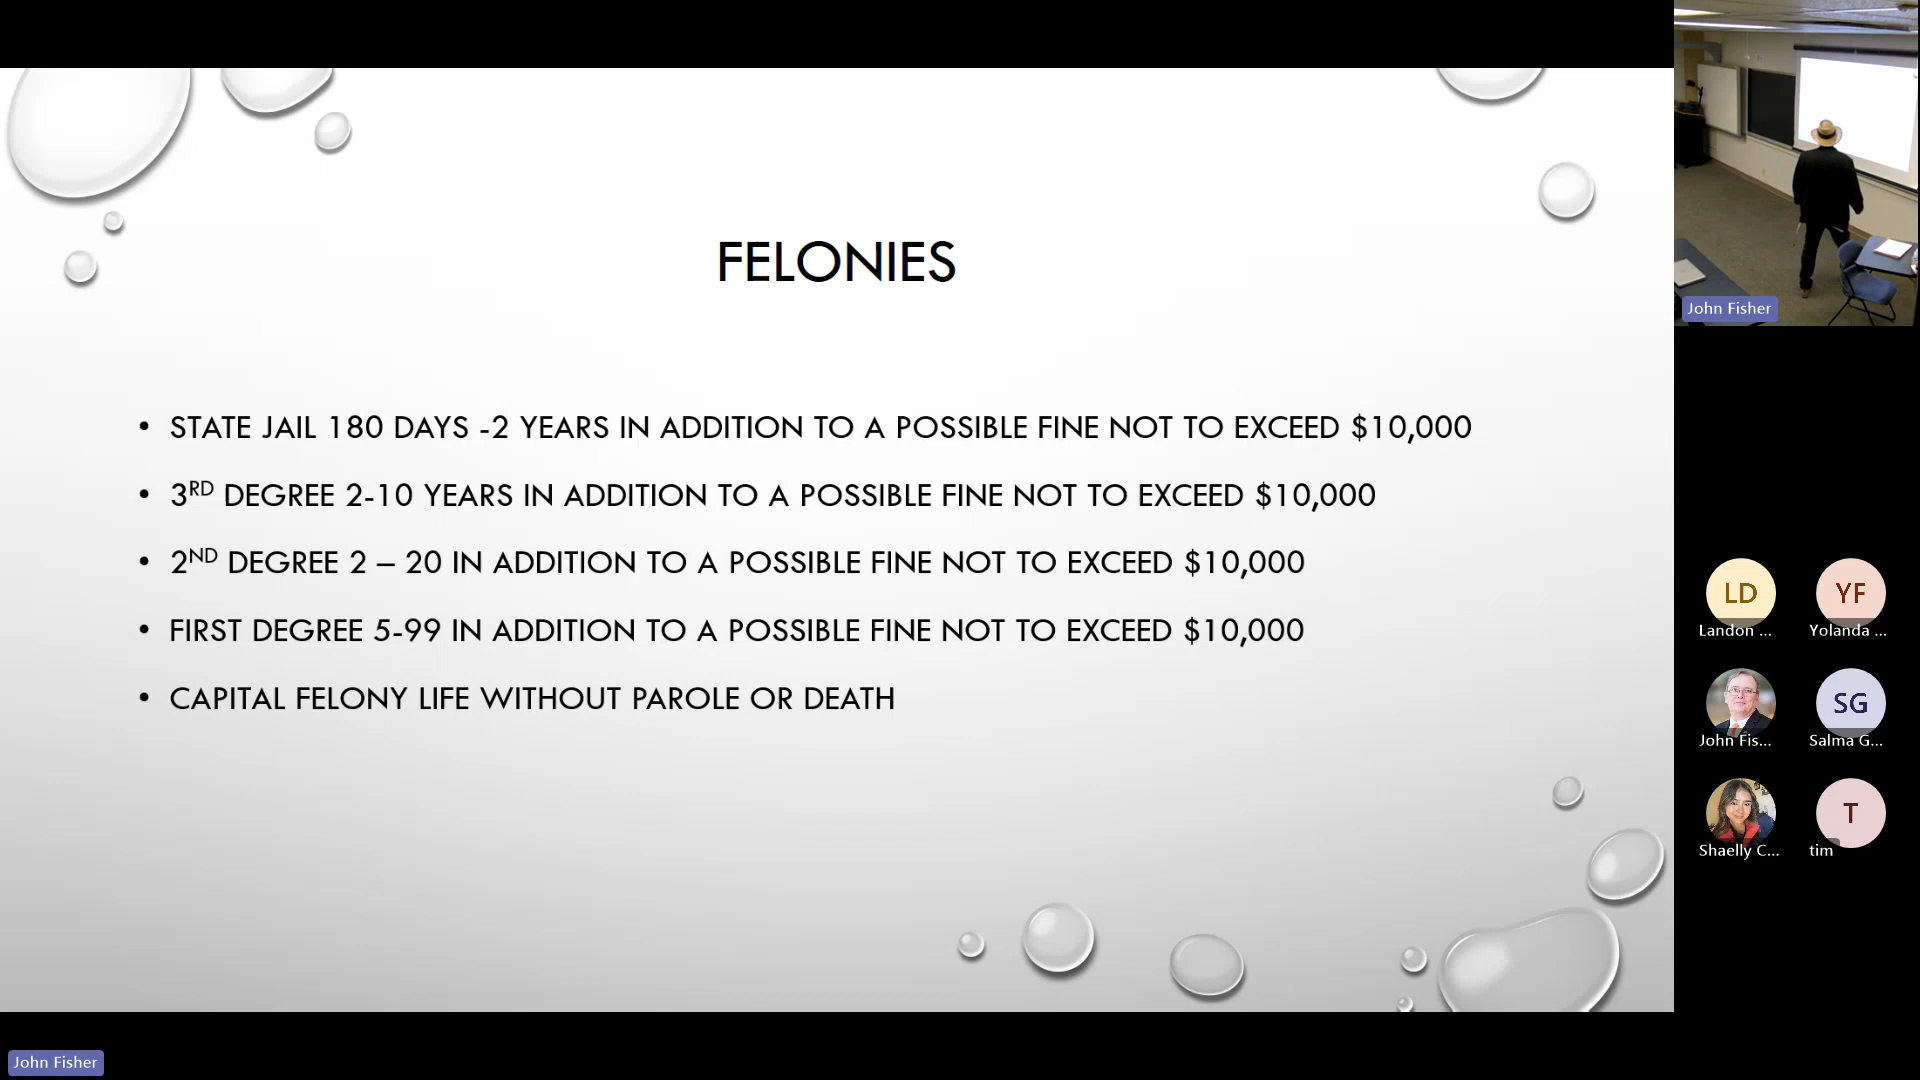 FELONIES
• STATE JAIL 180 DAYS -2 YEARS IN ADDITION TO A POSSIBLE FINE NOT TO EXCEED $10,000
• 3RD DEGREE 2-10 YEARS IN ADDITION TO A POSSIBLE FINE NOT TO EXCEED $10,000
• 2ND DEGREE 2 – 20 IN ADDITION TO A POSSIBLE FINE NOT TO EXCEED $10,000
• FIRST DEGREE 5-99 IN ADDITION TO A POSSIBLE FINE NOT TO EXCEED $10,000
• CAPITAL FELONY LIFE WITHOUT PAROLE OR DEATH
John Fisher
John Fisher
LD YF
Landon ... Yolanda ...
SG
John Fis... Salma G...
T
Shaelly C... tim